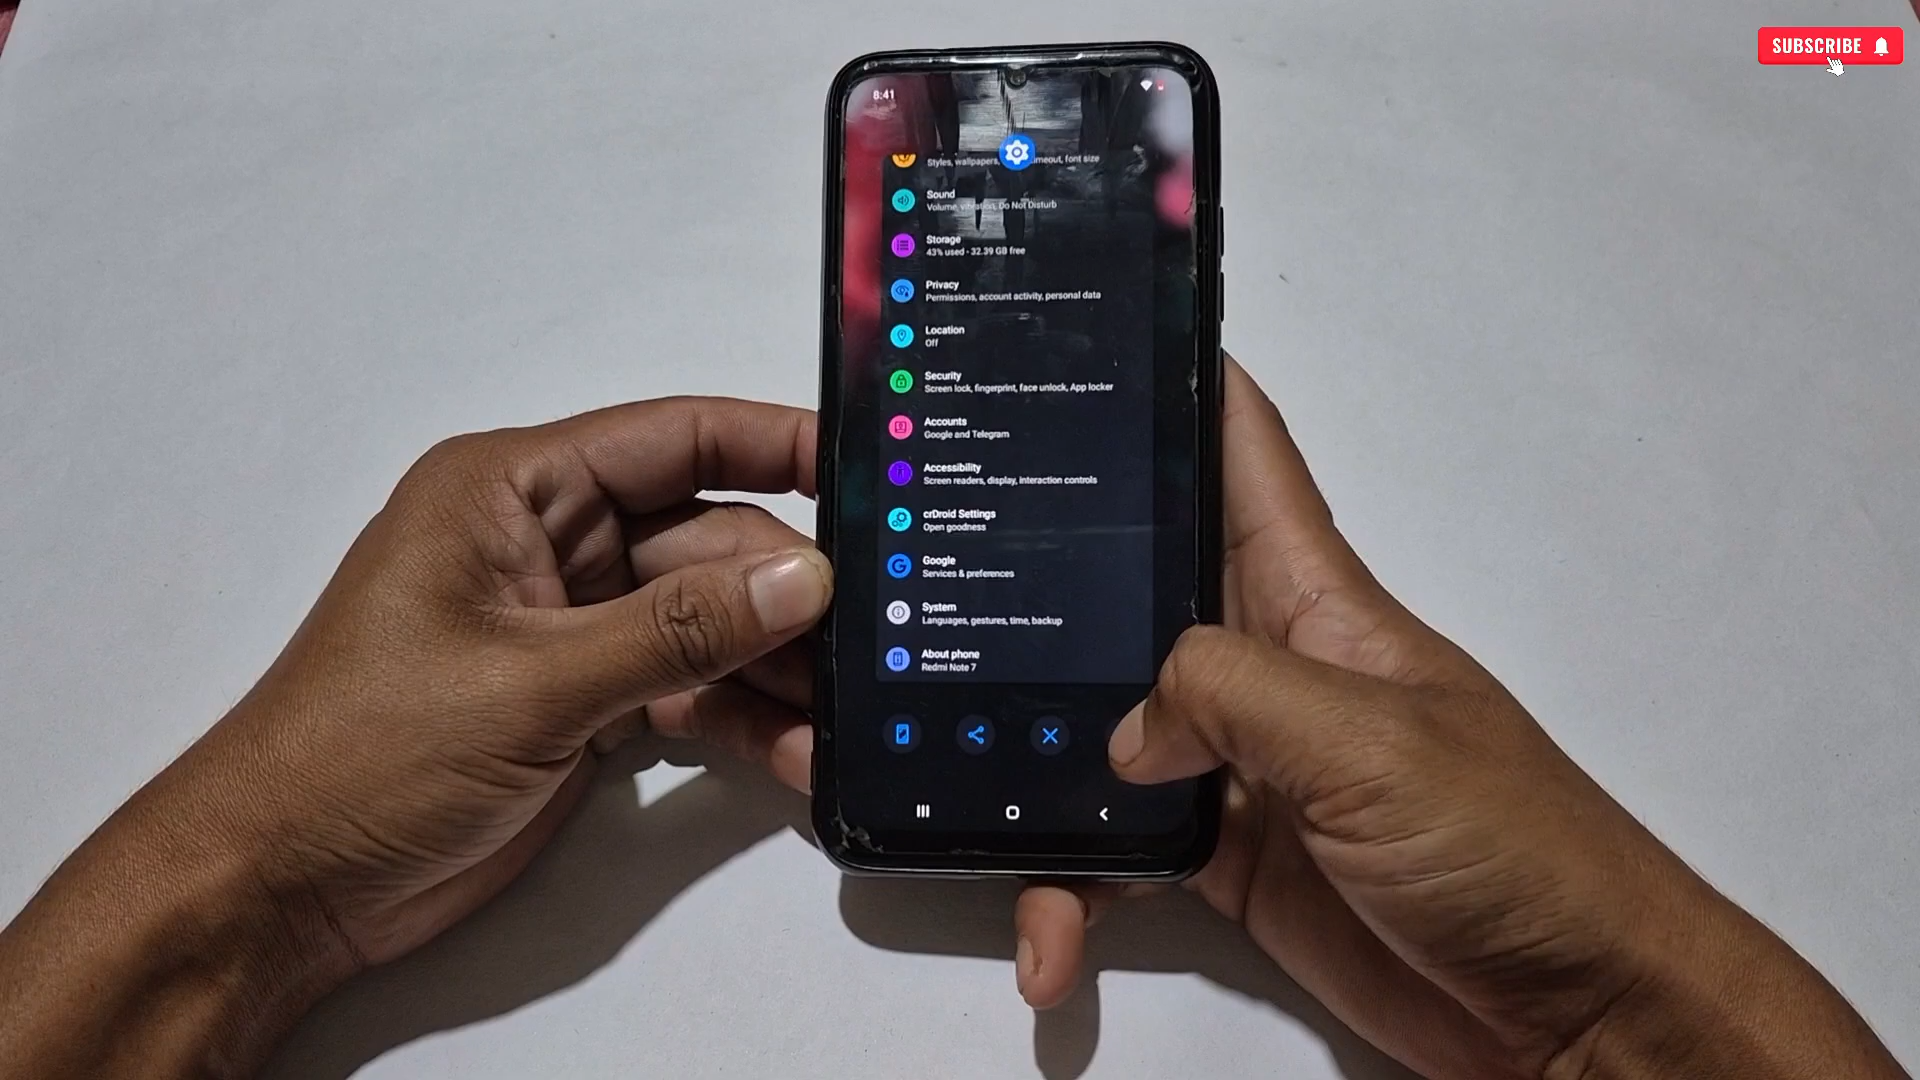 SUBSCRIBE
8:41
Styles, wallpapers, meout, font size
Sound
Volume, vibration, Do Not Disturb
Storage
43% used - 32.39 GB free
Privacy
Permissions, account activity, personal data
Location
Off
Security
Screen lock, fingerprint, face unlock, App locker
Accounts
Google and Telegram
Accessibility
Screen readers, display, interaction controls
crDroid Settings
Open goodness
Google
Services & preferences
System
Languages, gestures, time, backup
About phone
Redmi Note 7